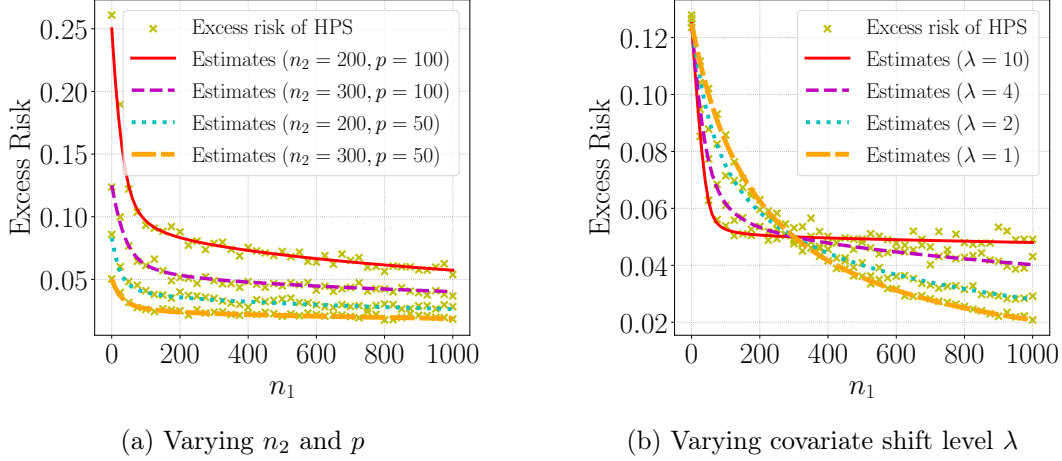 Excess Risk
0.25
0.20
0.15
0.10
0.05
Excess risk of HPS
Estimates (n₂ = 200, p = 100)
Estimates (n₂ = 300, p = 100)
Estimates (n₂ = 200, p = 50)
Estimates (n₂ = 300, p = 50)
0 200 400 600 800 1000
n₁
(a) Varying n₂ and p
Excess Risk
0.12
0.10
0.08
0.06
0.04
0.02
Excess risk of HPS
Estimates (λ = 10)
Estimates (λ = 4)
Estimates (λ = 2)
Estimates (λ = 1)
0 200 400 600 800 1000
n₁
(b) Varying covariate shift level λ